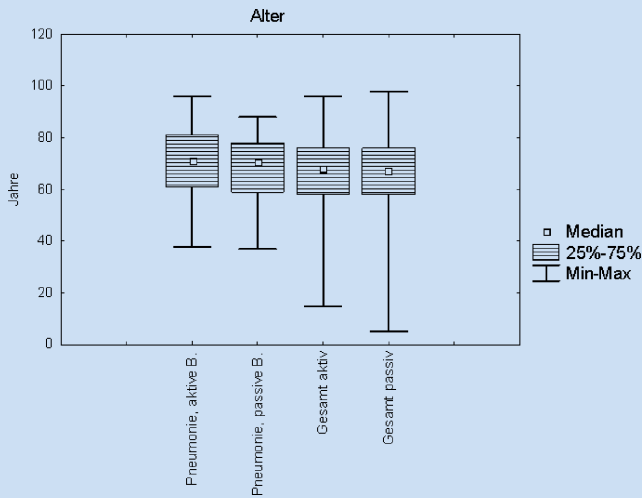 Alter
120
100
80
60
40
20
0
Jahre
Pneumonie, aktive B.
Pneumonie, passive B.
Gesamt aktiv
Gesamt passiv
Median
25%-75%
Min-Max